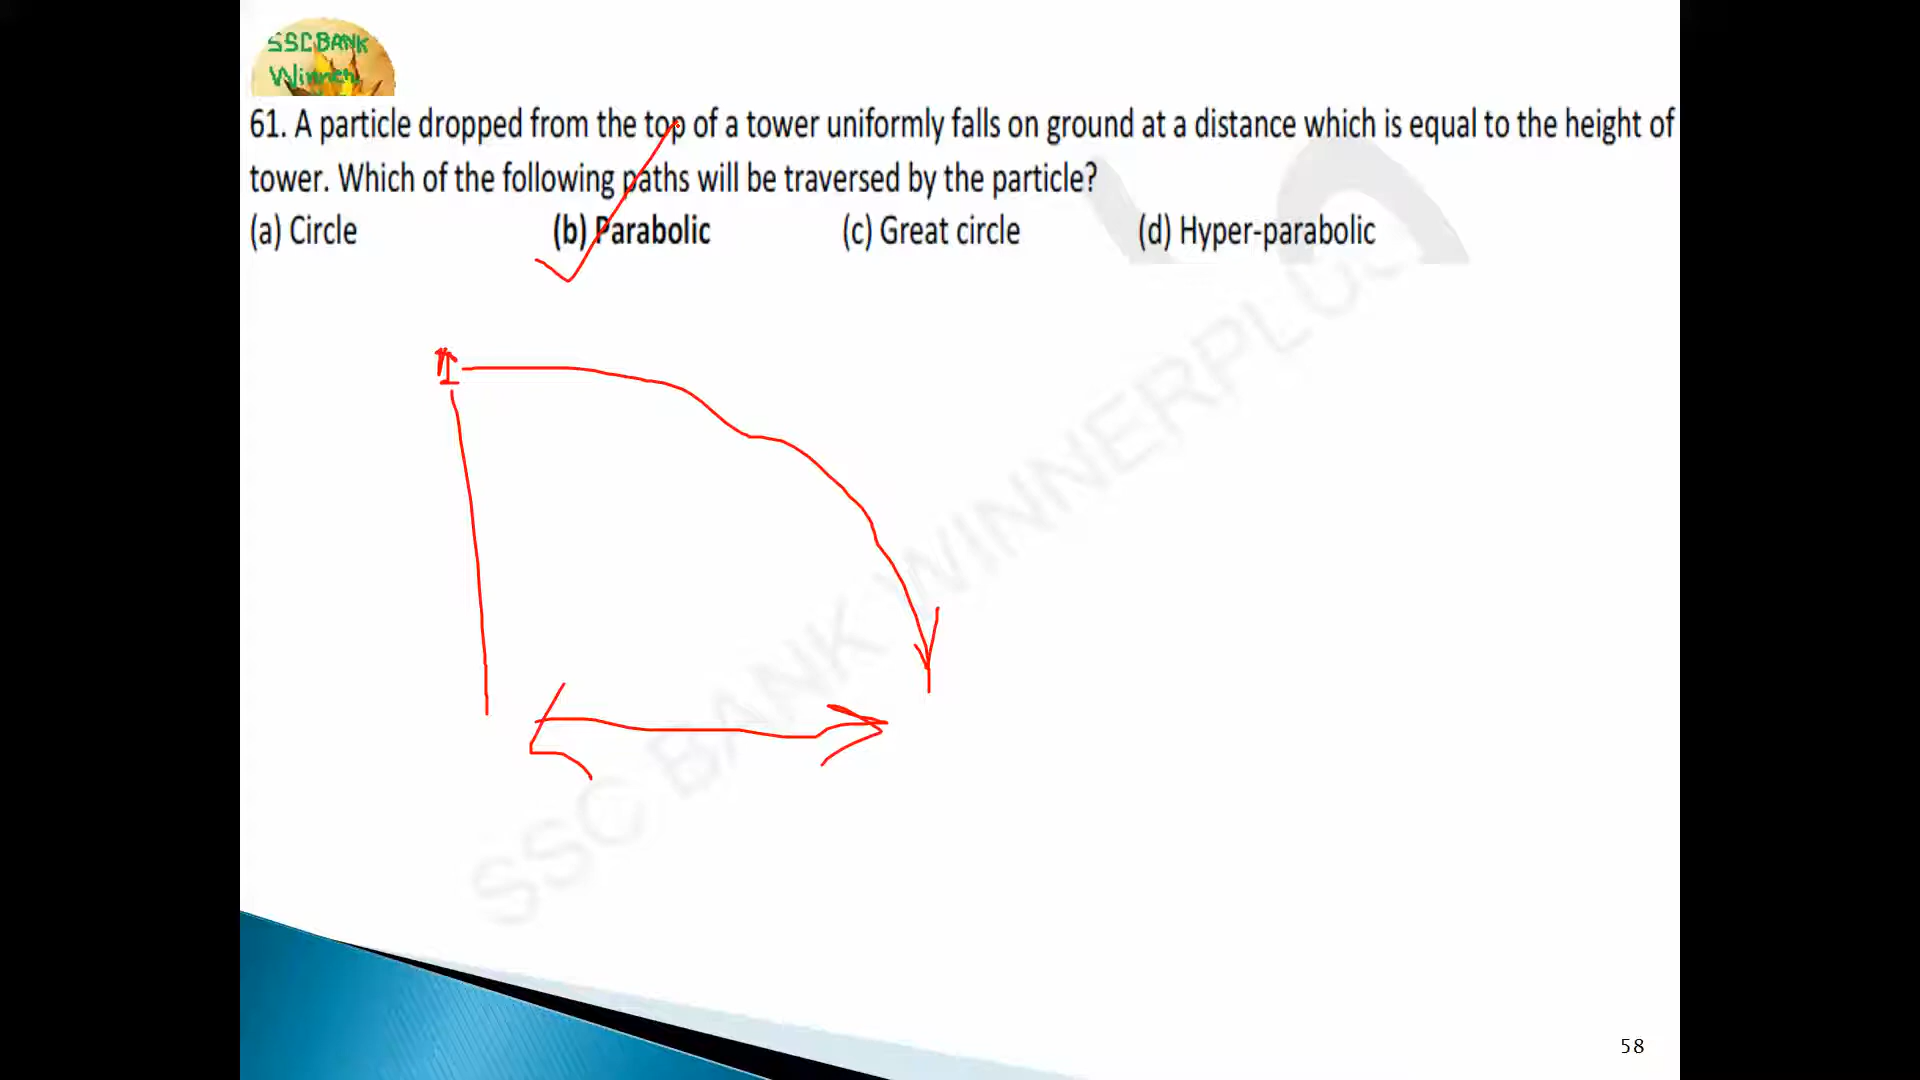 SSC BANK
Winner
61. A particle dropped from the top of a tower uniformly falls on ground at a distance which is equal to the height of
tower. Which of the following paths will be traversed by the particle?
(a) Circle (b) Parabolic (c) Great circle (d) Hyper-parabolic
SSC BANK WINNERPLUS
58